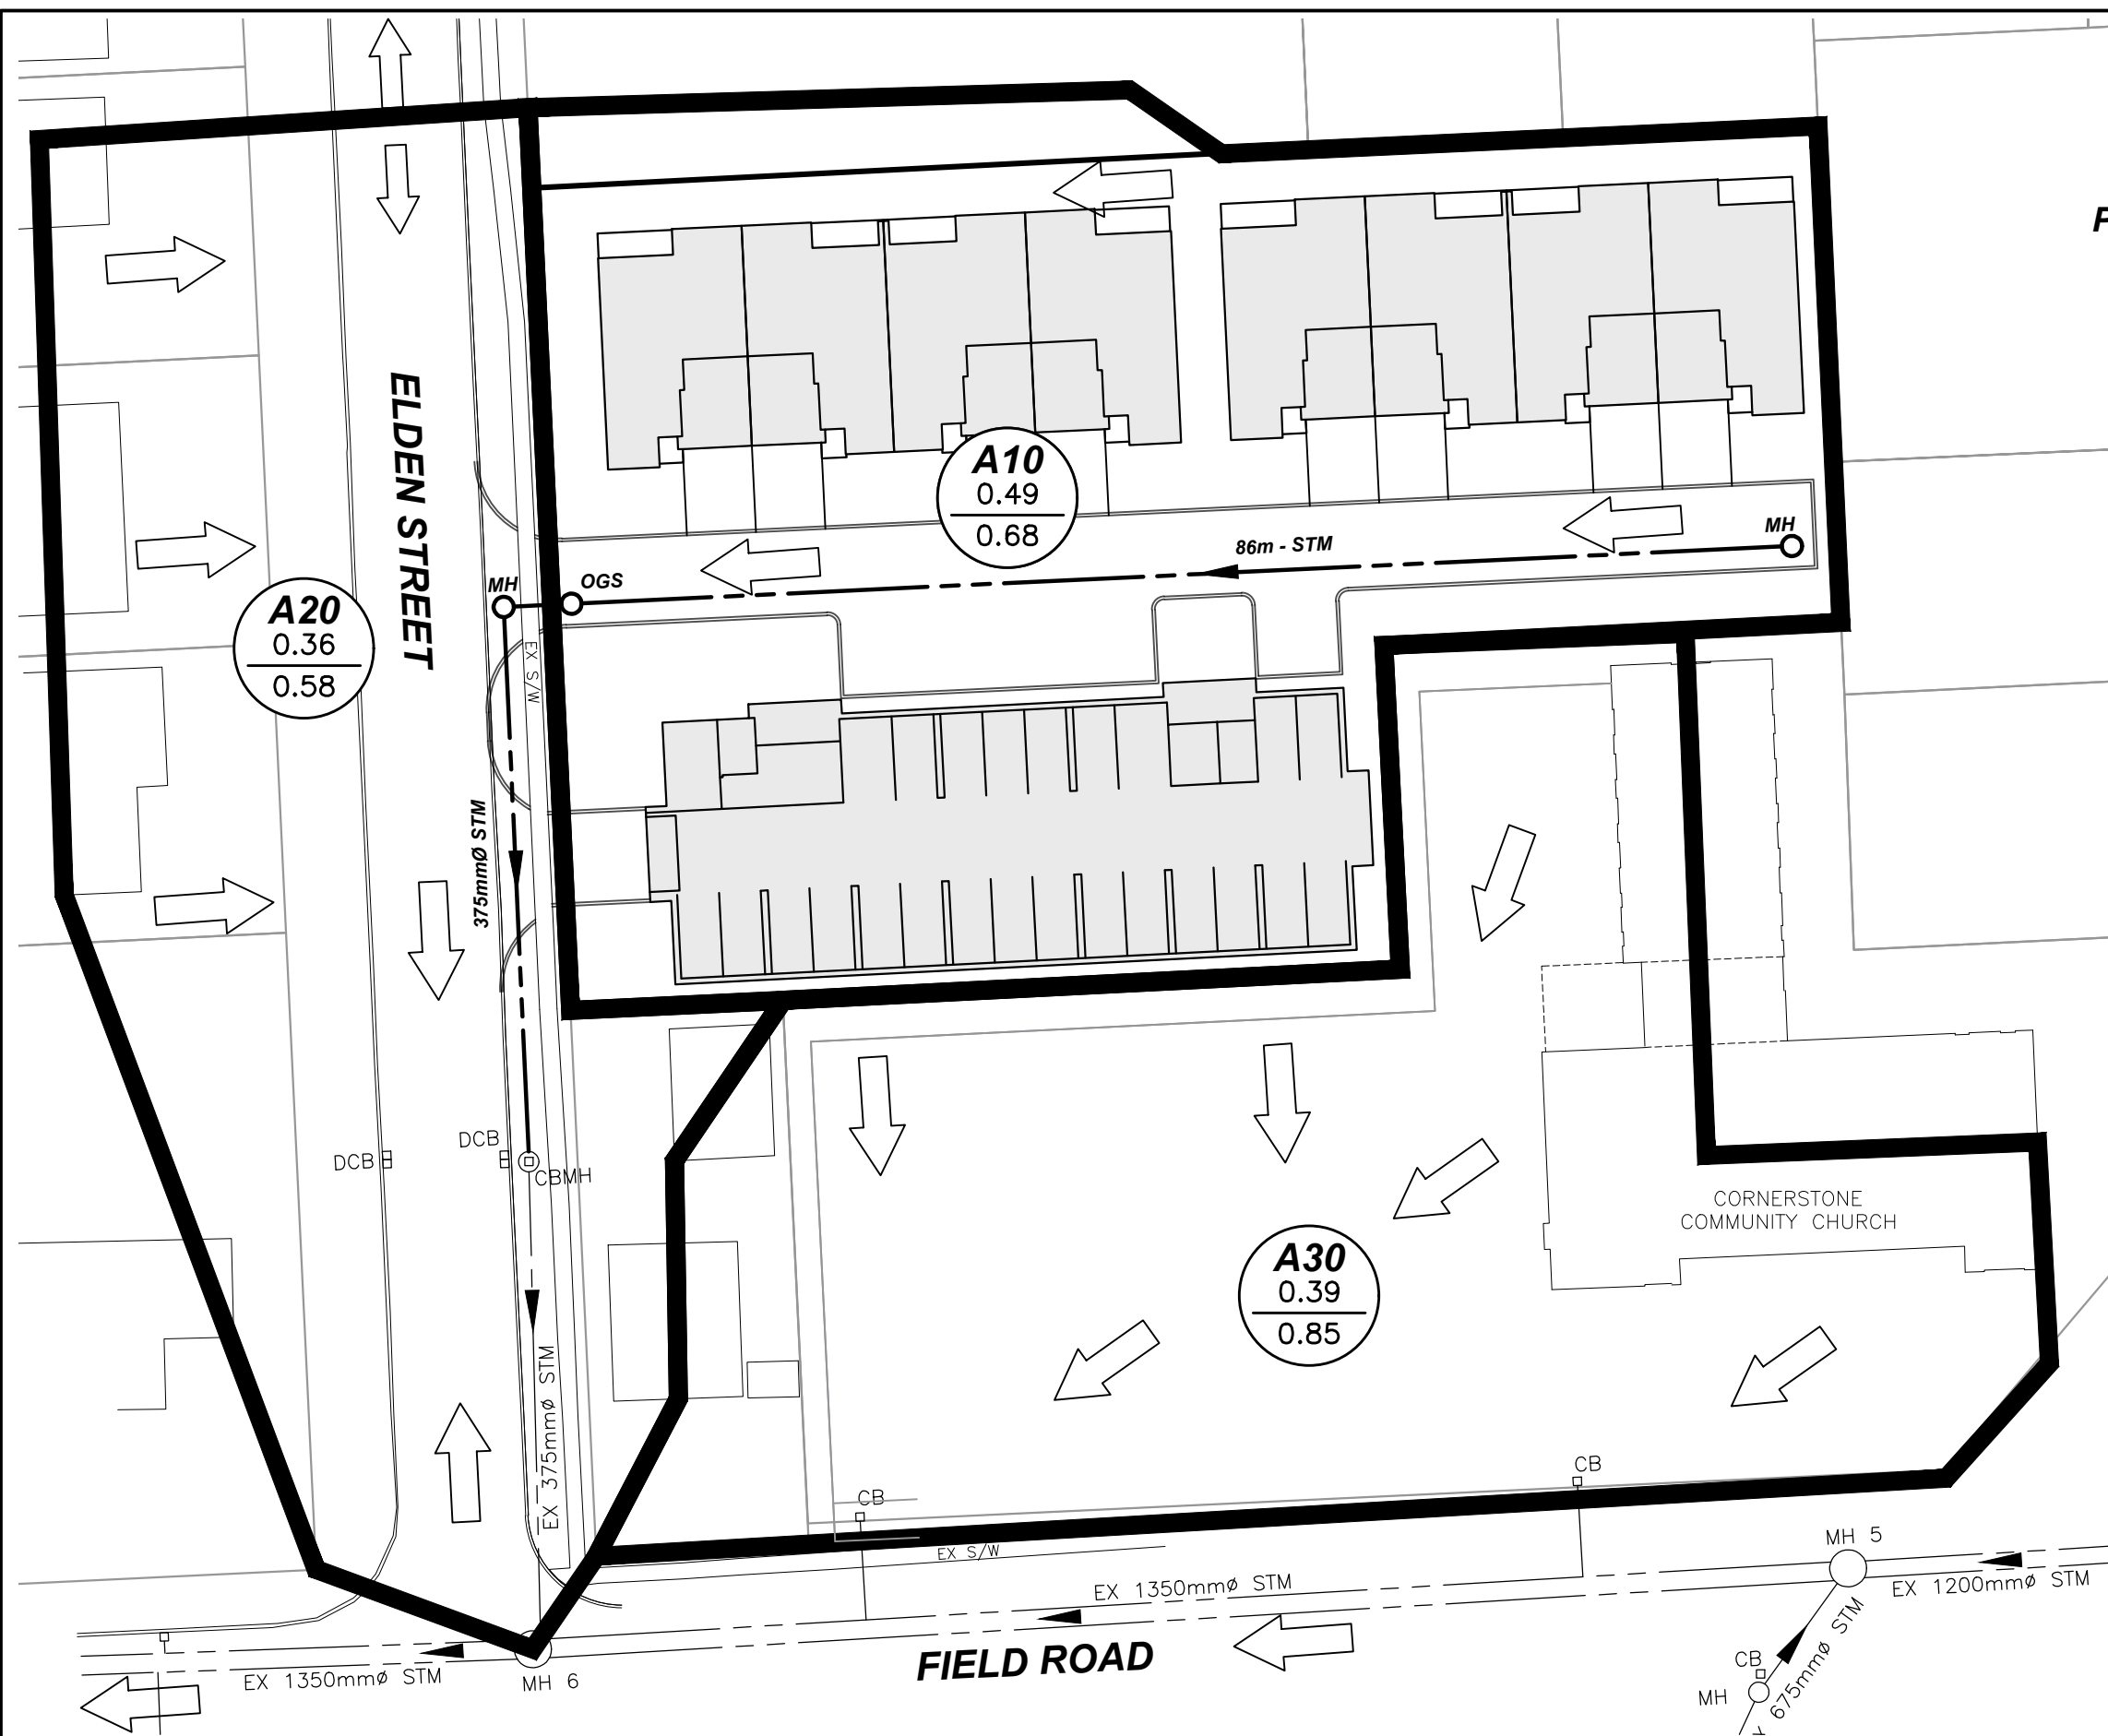 ELDEN STREET
A10
0.49
0.68
MH
86m - STM
MH
OGS
A20
0.36
0.58
EX S/W
375mmØ STM
DCB
DCB
CBMH
CORNERSTONE
COMMUNITY CHURCH
A30
0.39
0.85
EX 375mmØ STM
CB
CB
EX S/W
MH 5
EX 1350mmØ STM
EX 1200mmØ STM
FIELD ROAD
EX 1350mmØ STM
MH 6
CB
MH
675mmØ STM